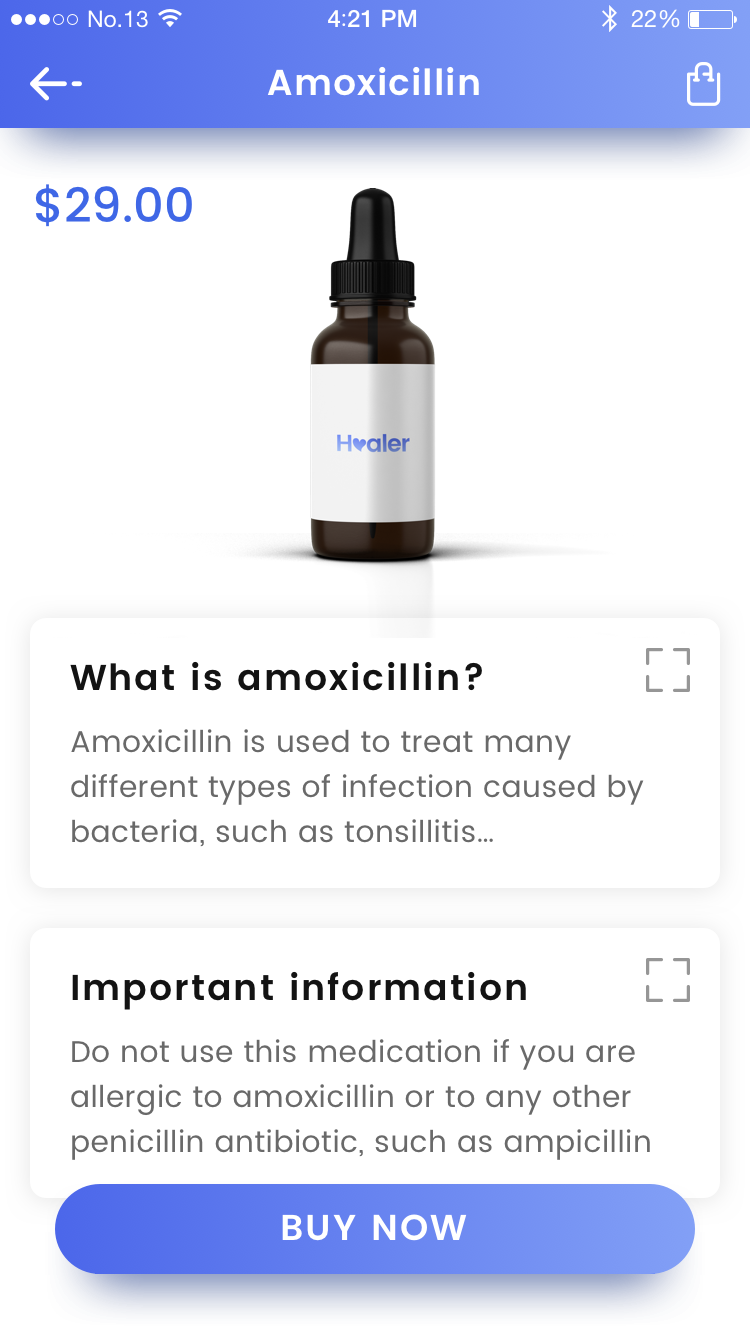 No.13
4:21 PM
22%
Amoxicillin
$29.00
H♥aler
What is amoxicillin?
Amoxicillin is used to treat many
different types of infection caused by
bacteria, such as tonsillitis...
Important information
Do not use this medication if you are
allergic to amoxicillin or to any other
penicillin antibiotic, such as ampicillin
BUY NOW